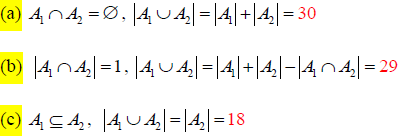 (a) A₁ ∩ A₂ = ∅, |A₁ ∪ A₂| = |A₁| + |A₂| = 30
(b) |A₁ ∩ A₂| = 1, |A₁ ∪ A₂| = |A₁| + |A₂| − |A₁ ∩ A₂| = 29
(c) A₁ ⊆ A₂, |A₁ ∪ A₂| = |A₂| = 18